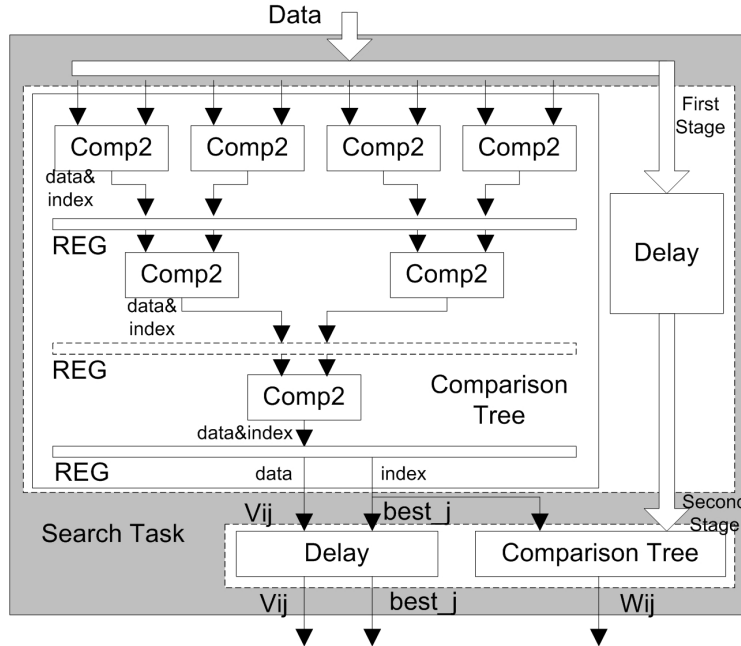 Data
First
Stage
Comp2 Comp2 Comp2 Comp2
data&
index
REG
Delay
Comp2 Comp2
data&
index
REG
Comparison
Tree
Comp2
data&index
REG
data index
Second
Stage
Search Task
Vij best_j
Delay Comparison Tree
Vij best_j Wij